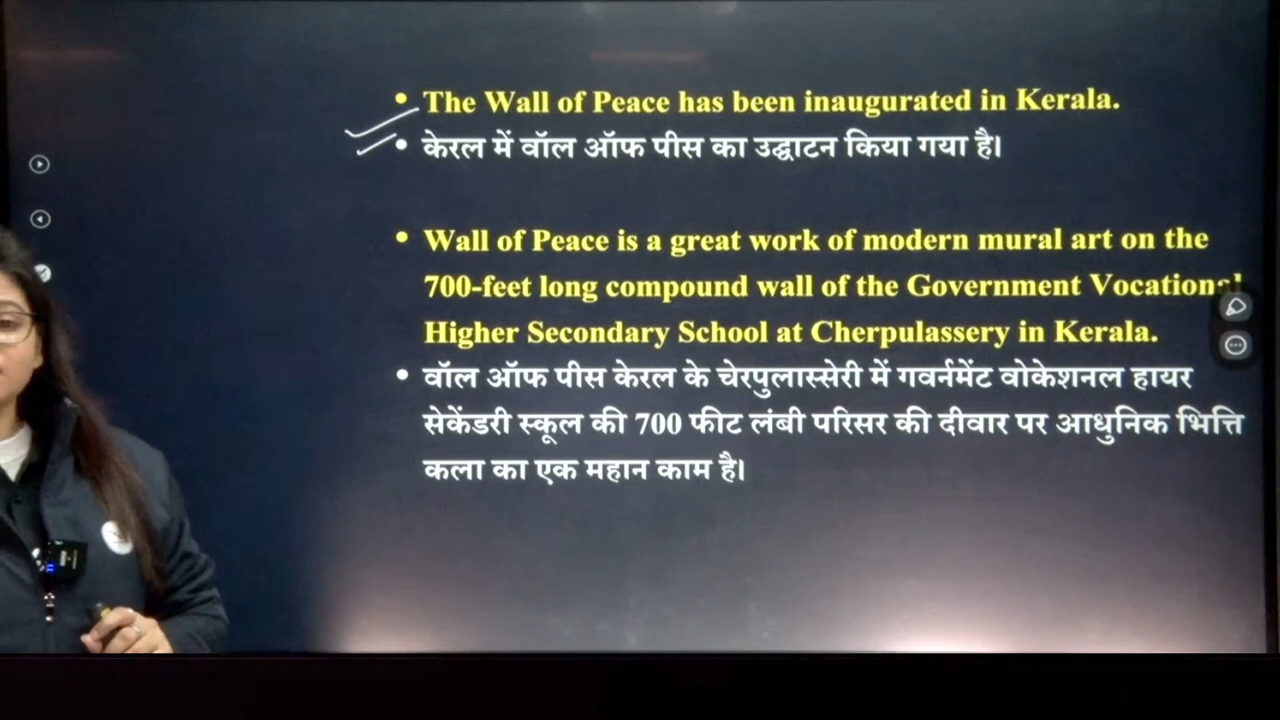 • The Wall of Peace has been inaugurated in Kerala.
• केरल में वॉल ऑफ पीस का उद्घाटन किया गया है।
• Wall of Peace is a great work of modern mural art on the
700-feet long compound wall of the Government Vocational
Higher Secondary School at Cherpulassery in Kerala.
• वॉल ऑफ पीस केरल के चेरपुलास्सेरी में गवर्नमेंट वोकेशनल हायर
सेकेंडरी स्कूल की 700 फीट लंबी परिसर की दीवार पर आधुनिक भित्ति
कला का एक महान काम है।